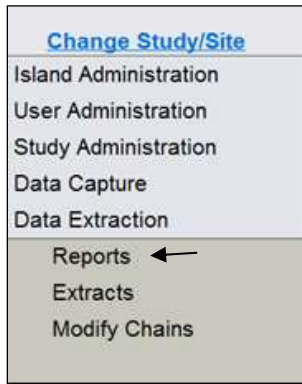 Change Study/Site
Island Administration
User Administration
Study Administration
Data Capture
Data Extraction
Reports
Extracts
Modify Chains